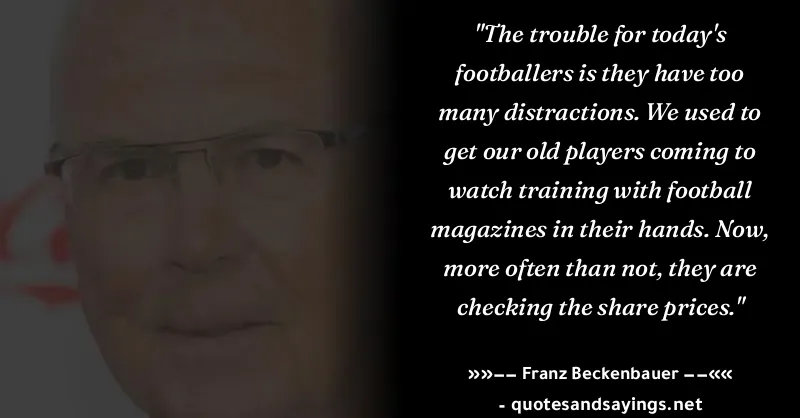 "The trouble for today's
footballers is they have too
many distractions. We used to
get our old players coming to
watch training with football
magazines in their hands. Now,
more often than not, they are
checking the share prices."
»»–– Franz Beckenbauer ––««
- quotesandsayings.net